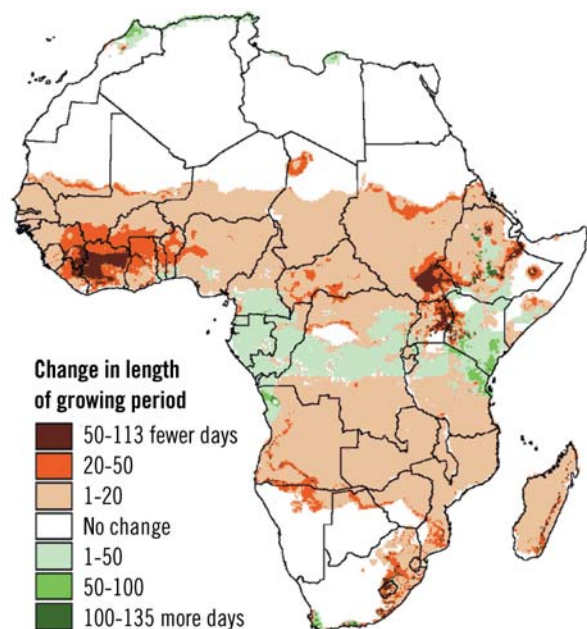 Change in length
of growing period
50-113 fewer days
20-50
1-20
No change
1-50
50-100
100-135 more days